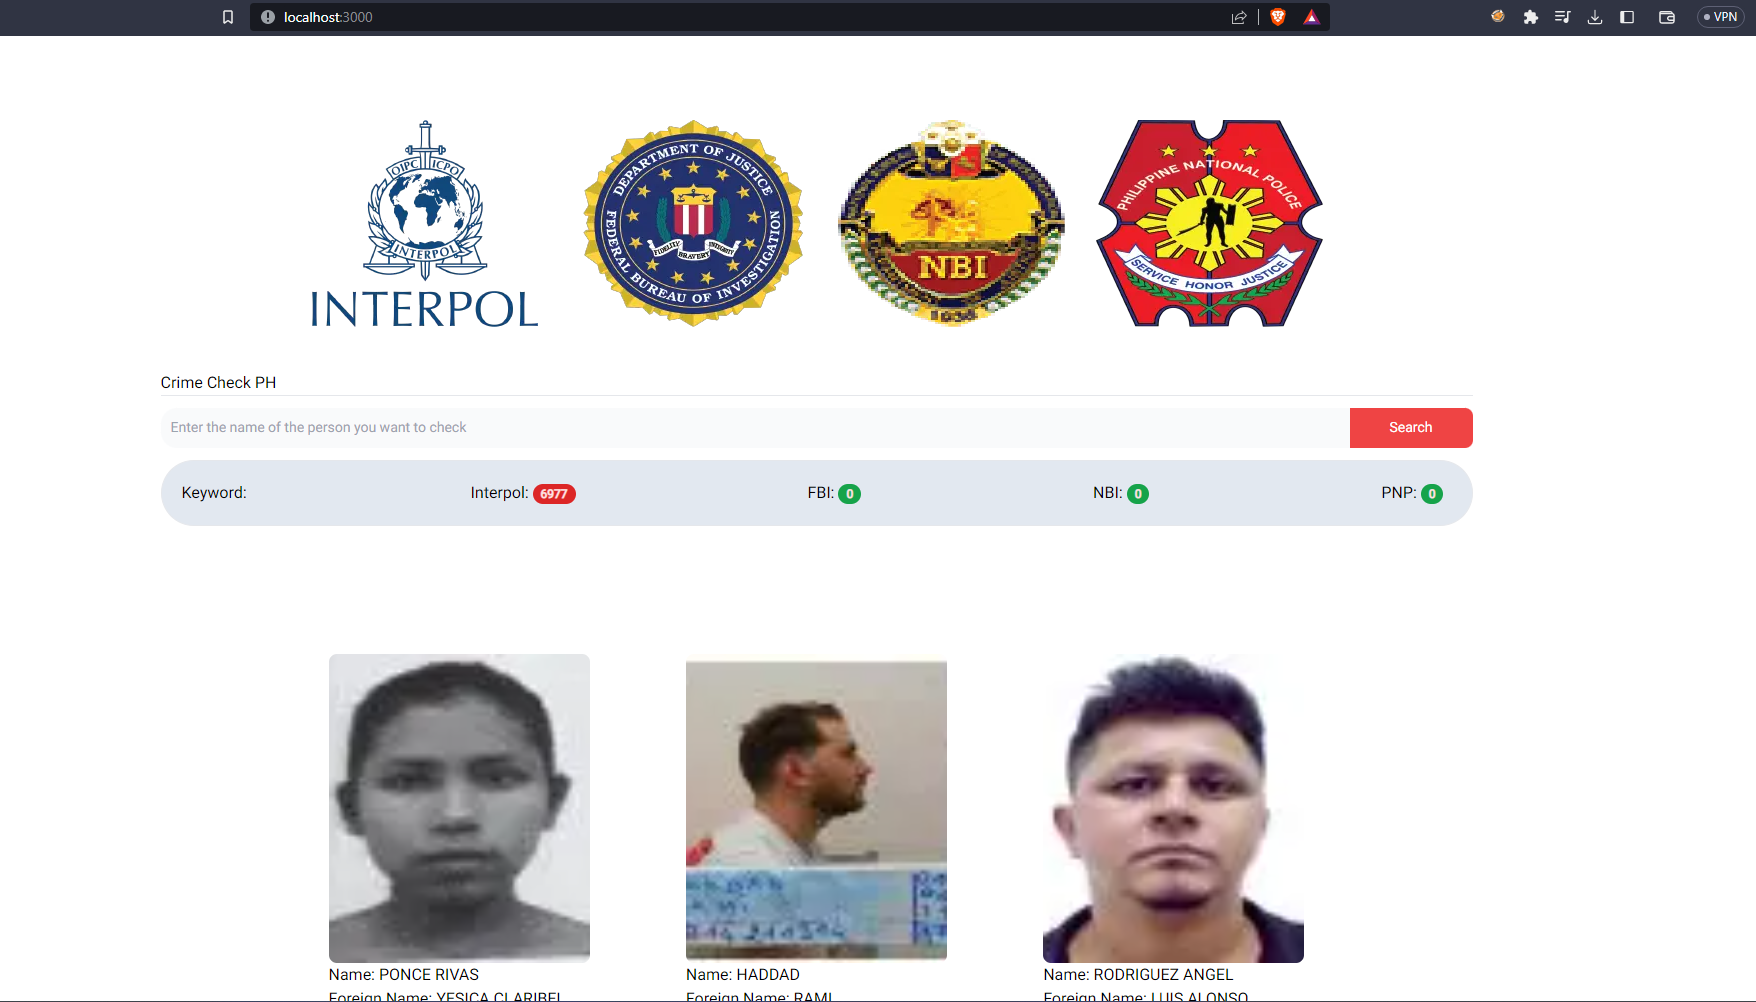 localhost:3000
VPN
OIPC ICPO
INTERPOL
INTERPOL
DEPARTMENT OF JUSTICE
FIDELITY BRAVERY INTEGRITY
FEDERAL BUREAU OF INVESTIGATION
NBI
1936
PHILIPPINE NATIONAL POLICE
SERVICE HONOR JUSTICE
Crime Check PH
Enter the name of the person you want to check
Search
Keyword: Interpol: 6977 FBI: 0 NBI: 0 PNP: 0
Name: PONCE RIVAS
Name: HADDAD
Name: RODRIGUEZ ANGEL
Foreign Name: YESICA CLARIBEL
Foreign Name: RAMI
Foreign Name: LUIS ALONSO